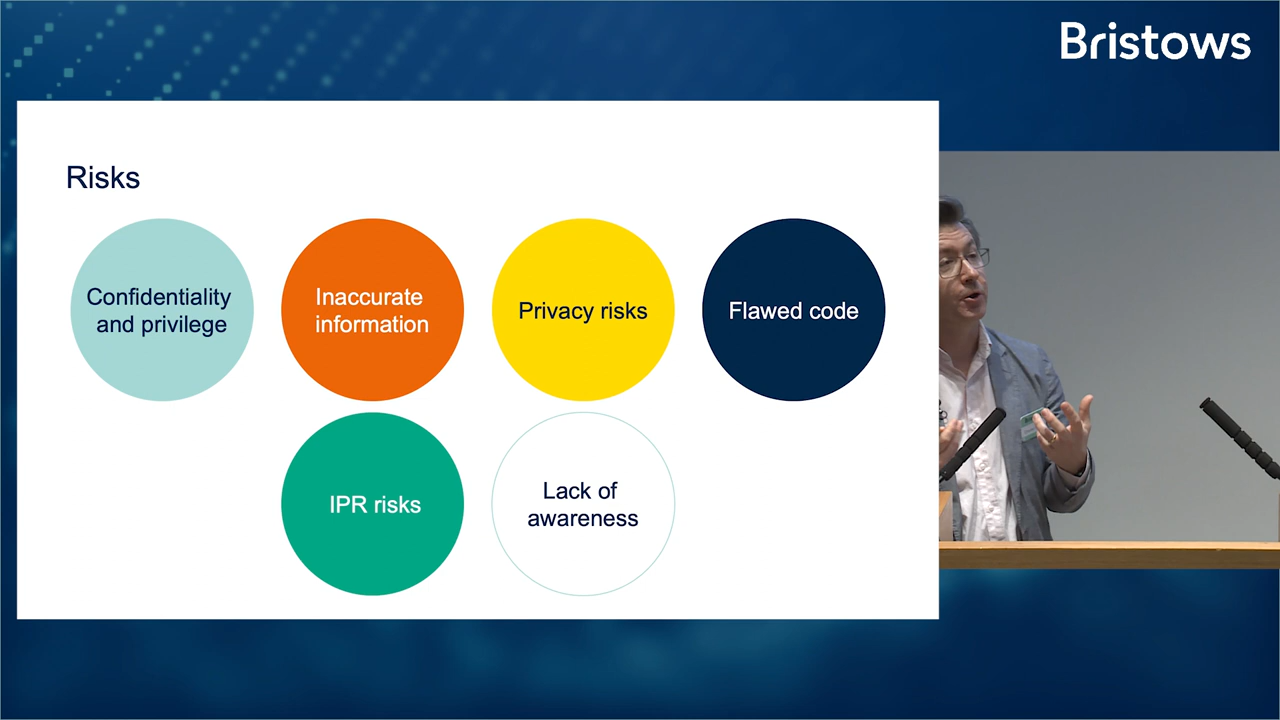 Bristows
Risks
Confidentiality
and privilege
Inaccurate
information
Privacy risks
Flawed code
IPR risks
Lack of
awareness